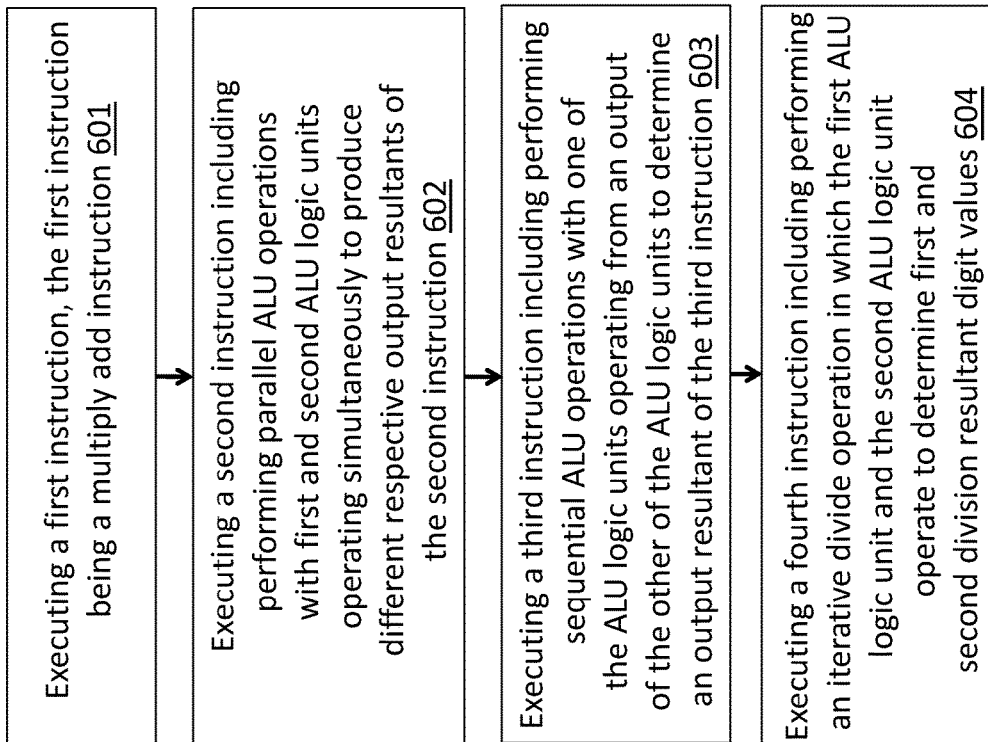 Executing a first instruction, the first instruction
being a multiply add instruction 601
Executing a second instruction including
performing parallel ALU operations
with first and second ALU logic units
operating simultaneously to produce
different respective output resultants of
the second instruction 602
Executing a third instruction including performing
sequential ALU operations with one of
the ALU logic units operating from an output
of the other of the ALU logic units to determine
an output resultant of the third instruction 603
Executing a fourth instruction including performing
an iterative divide operation in which the first ALU
logic unit and the second ALU logic unit
operate to determine first and
second division resultant digit values 604